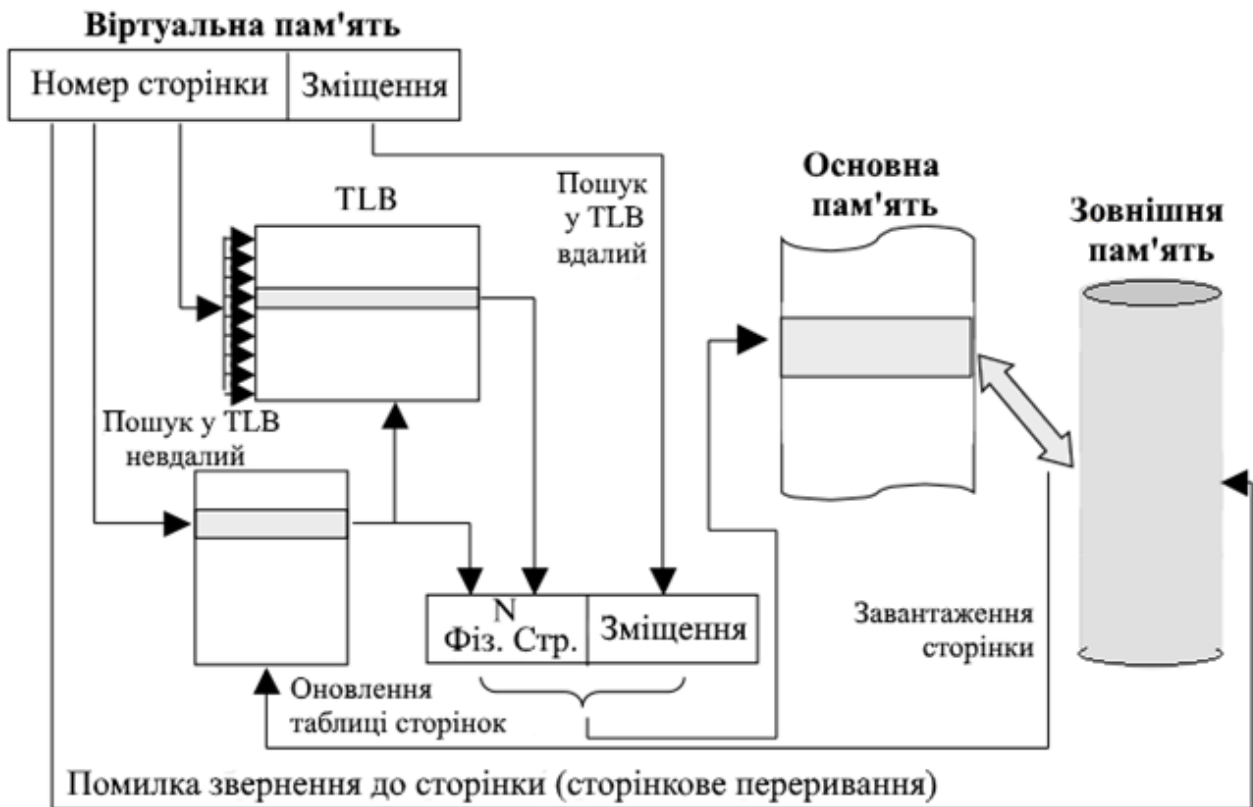 Віртуальна пам'ять
Номер сторінки
Зміщення
TLB
Пошук
у TLB
вдалий
Основна
пам'ять
Зовнішня
пам'ять
Пошук у TLB
невдалий
N
Фіз. Стр.
Зміщення
Завантаження
сторінки
Оновлення
таблиці сторінок
Помилка звернення до сторінки (сторінкове переривання)